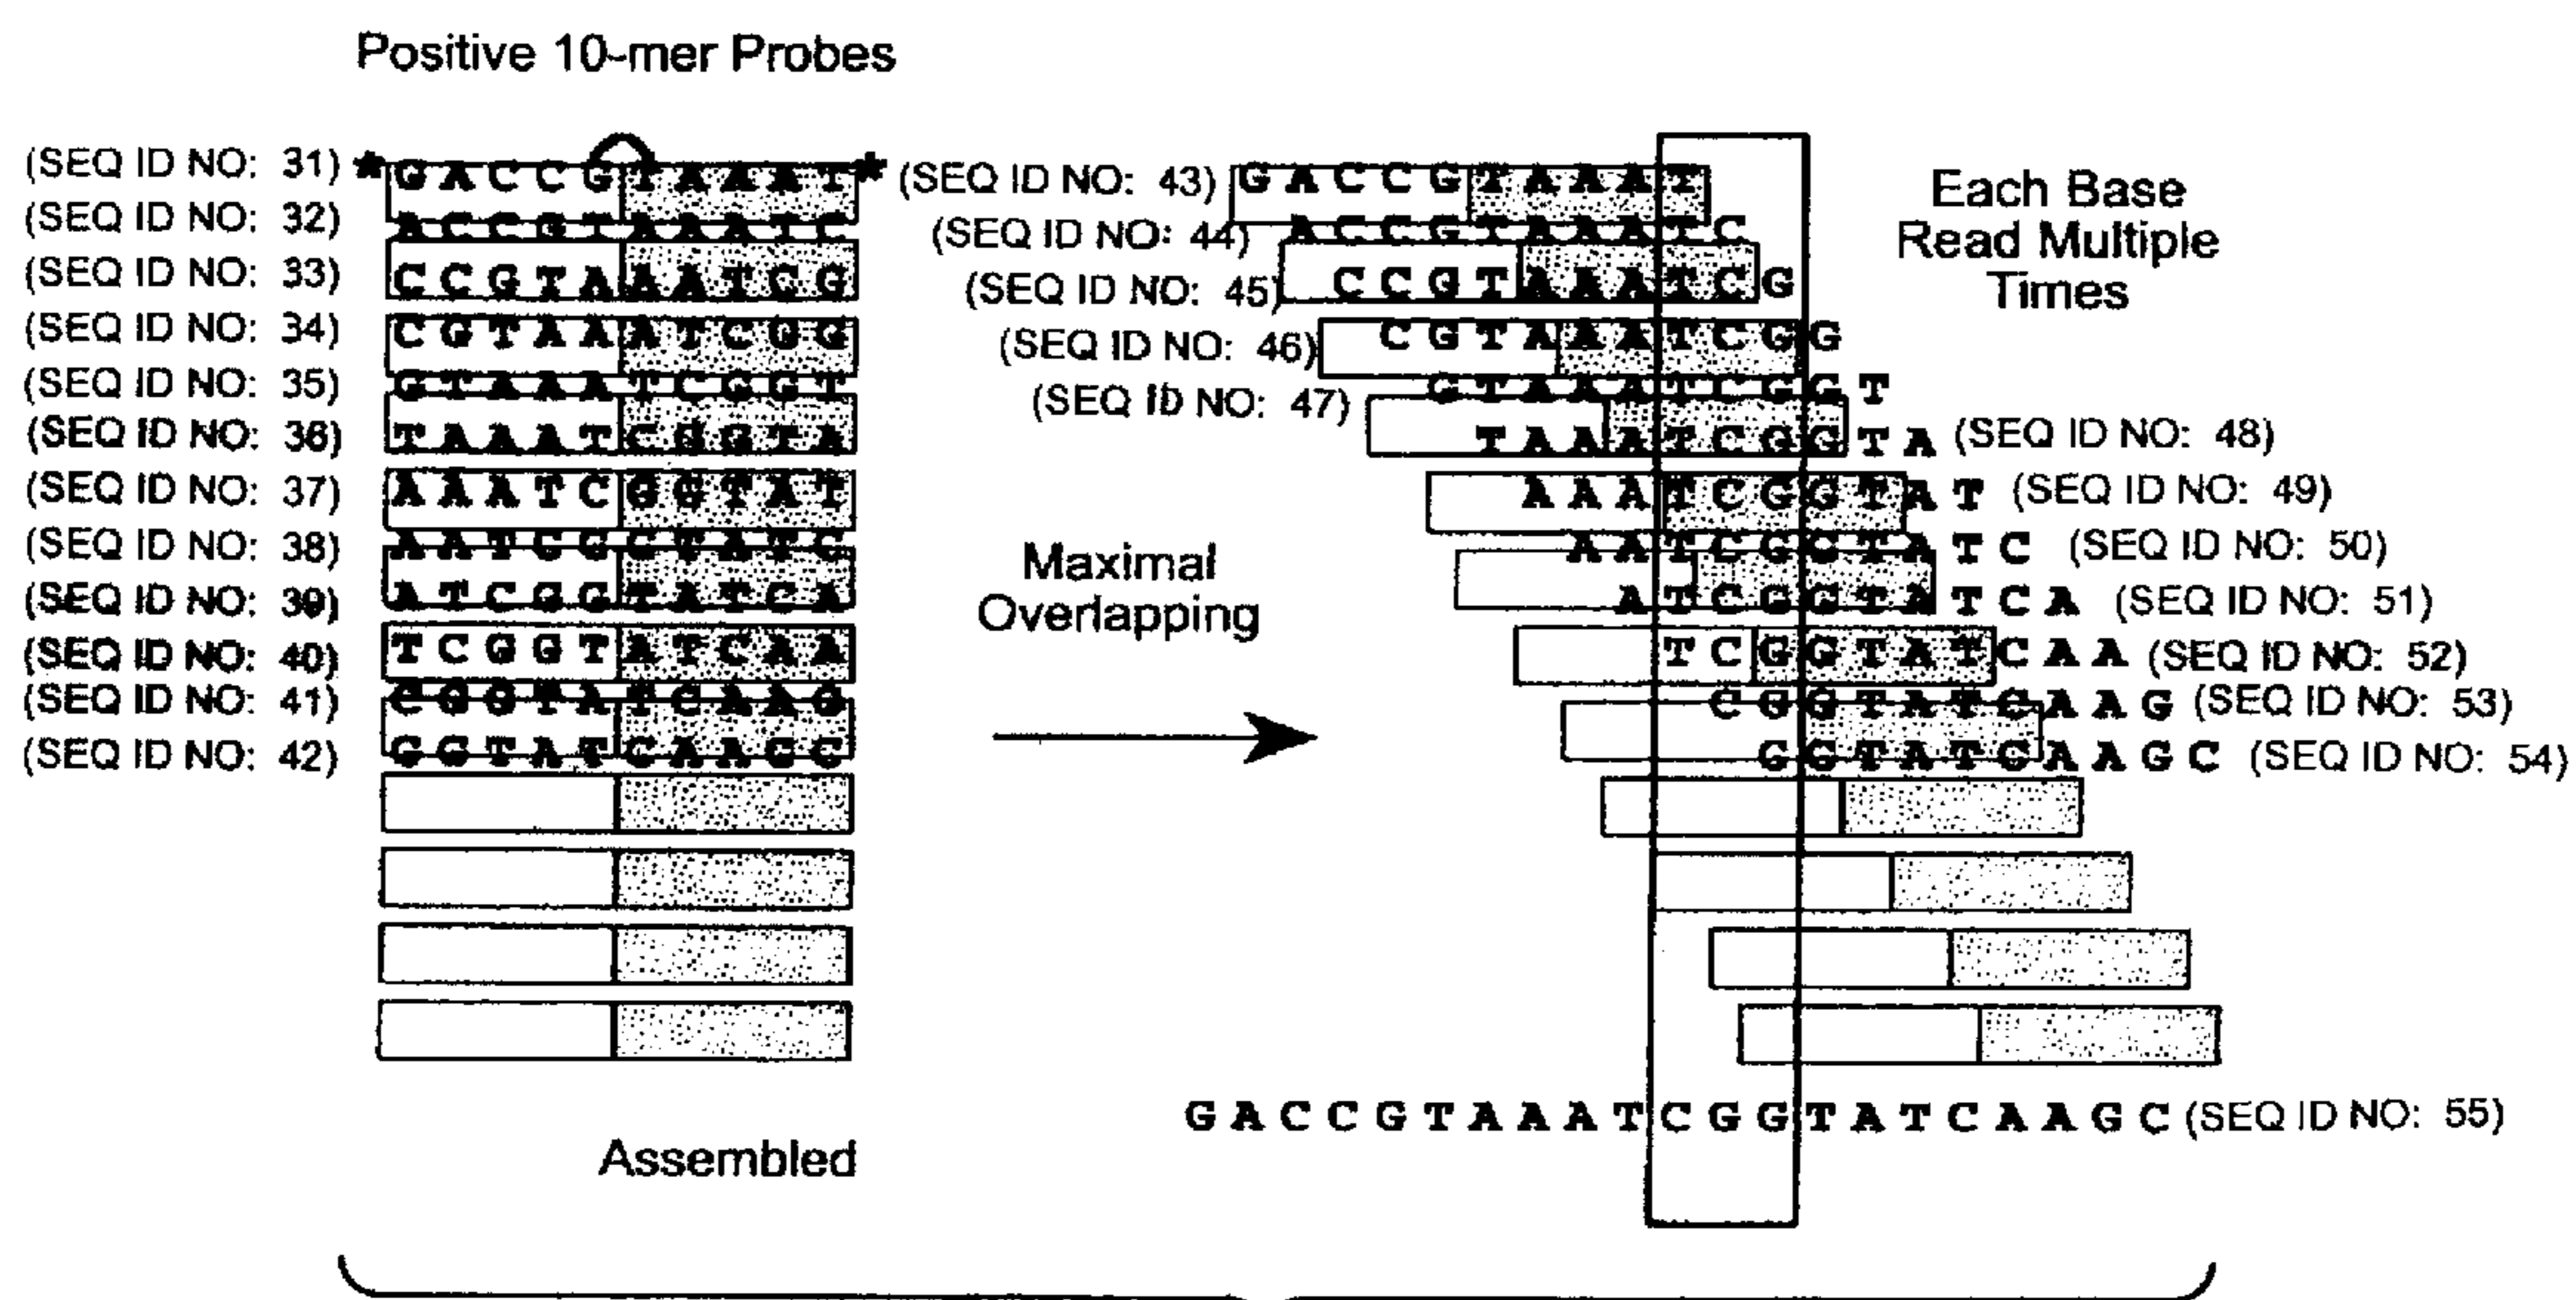 Positive 10-mer Probes
(SEQ ID NO: 31) *GACCGTAAAT*
(SEQ ID NO: 32) ACCGTAAATC
(SEQ ID NO: 33) CCGTAAATCG
(SEQ ID NO: 34) CGTAAATCGG
(SEQ ID NO: 35) GTAAATCGGT
(SEQ ID NO: 36) TAAATCGGTA
(SEQ ID NO: 37) AAATCGGTAT
(SEQ ID NO: 38) AATCGGTATC
(SEQ ID NO: 39) ATCGGTATCA
(SEQ ID NO: 40) TCGGTATCAA
(SEQ ID NO: 41) CGGTATCAAG
(SEQ ID NO: 42) GGTATCAAGC
Assembled
Maximal
Overlapping
(SEQ ID NO: 43) GACCGTAAAT
(SEQ ID NO: 44) ACCGTAAATC
(SEQ ID NO: 45) CCGTAAATCG
(SEQ ID NO: 46) CGTAAATCGG
(SEQ ID NO: 47) GTAAATCGGT
TAAATCGGTA (SEQ ID NO: 48)
AAATCGGTAT (SEQ ID NO: 49)
AATCGGTATC (SEQ ID NO: 50)
ATCGGTATCA (SEQ ID NO: 51)
TCGGTATCAA (SEQ ID NO: 52)
CGGTATCAAG (SEQ ID NO: 53)
GGTATCAAGC (SEQ ID NO: 54)
GACCGTAAATCGGTATCAAGC (SEQ ID NO: 55)
Each Base
Read Multiple
Times